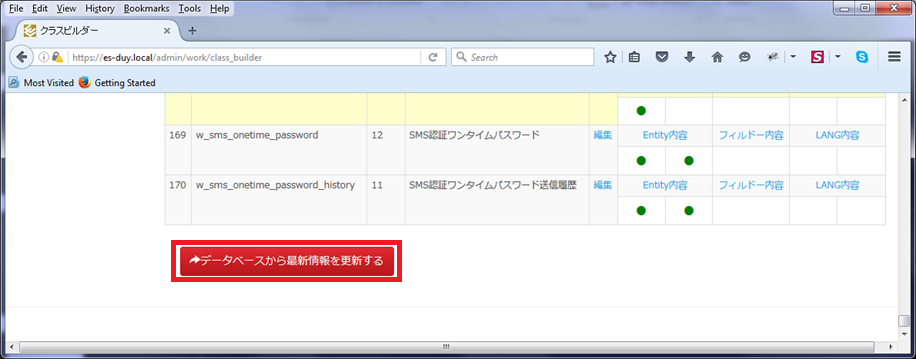 File Edit View History Bookmarks Tools Help
クラスビルダー
https://es-duy.local/admin/work/class_builder
Search
Most Visited Getting Started
169 w_sms_onetime_password 12 SMS認証ワンタイムパスワード 編集 Entity内容 フィルドー内容 LANG内容
170 w_sms_onetime_password_history 11 SMS認証ワンタイムパスワード送信履歴 編集 Entity内容 フィルドー内容 LANG内容
データベースから最新情報を更新する